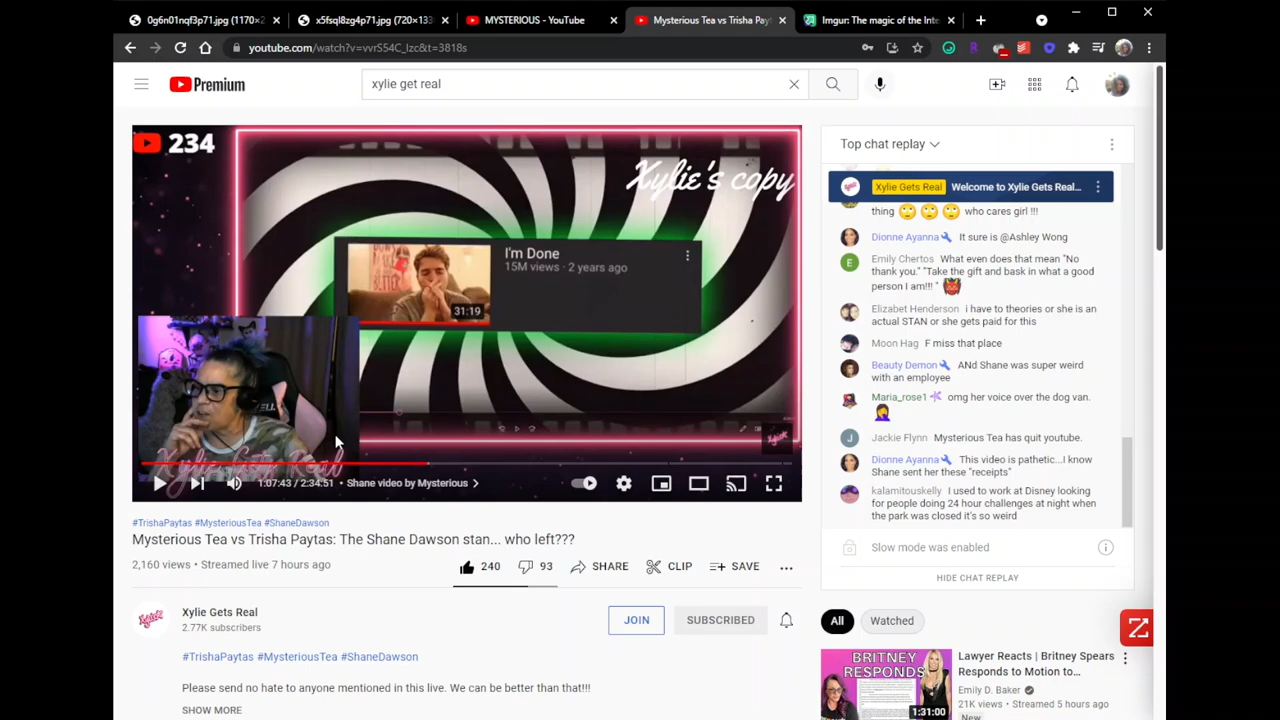 0g6n01nqf3p71.jpg (1170×2
x5fsql8zg4p71.jpg (720×133
MYSTERIOUS - YouTube
Mysterious Tea vs Trisha Payt
Imgur: The magic of the Inte
youtube.com/watch?v=vvrS54C_lzc&t=3818s
Premium
xylie get real
234
Xylie's copy
I'm Done
15M views · 2 years ago
31:19
Xylie Gets Real
1:07:43 / 2:34:51 · Shane video by Mysterious
#TrishaPaytas #MysteriousTea #ShaneDawson
Mysterious Tea vs Trisha Paytas: The Shane Dawson stan... who left???
2,160 views • Streamed live 7 hours ago
240
93
SHARE
CLIP
SAVE
Xylie Gets Real
2.77K subscribers
JOIN
SUBSCRIBED
#TrishaPaytas #MysteriousTea #ShaneDawson
Please send no hate to anyone mentioned in this live. We can be better than that!!!
SHOW MORE
Top chat replay
Xylie Gets Real Welcome to Xylie Gets Real...
thing 🙄 🙄 🙄 who cares girl !!!
Dionne Ayanna It sure is @Ashley Wong
Emily Chertos What even does that mean "No
thank you." "Take the gift and bask in what a good
person I am!!! " 👹
Elizabet Henderson i have to theories or she is an
actual STAN or she gets paid for this
Moon Hag F miss that place
Beauty Demon ANd Shane was super weird
with an employee
Maria_rose1 omg her voice over the dog van.
Jackie Flynn Mysterious Tea has quit youtube.
Dionne Ayanna This video is pathetic...I know
Shane sent her these "receipts"
kalamitouskelly I used to work at Disney looking
for people doing 24 hour challenges at night when
the park was closed it's so weird
Slow mode was enabled
HIDE CHAT REPLAY
All
Watched
BRITNEY
RESPONDS
1:31:00
Lawyer Reacts | Britney Spears
Responds to Motion to...
Emily D. Baker
21K views • Streamed 5 hours ago
New